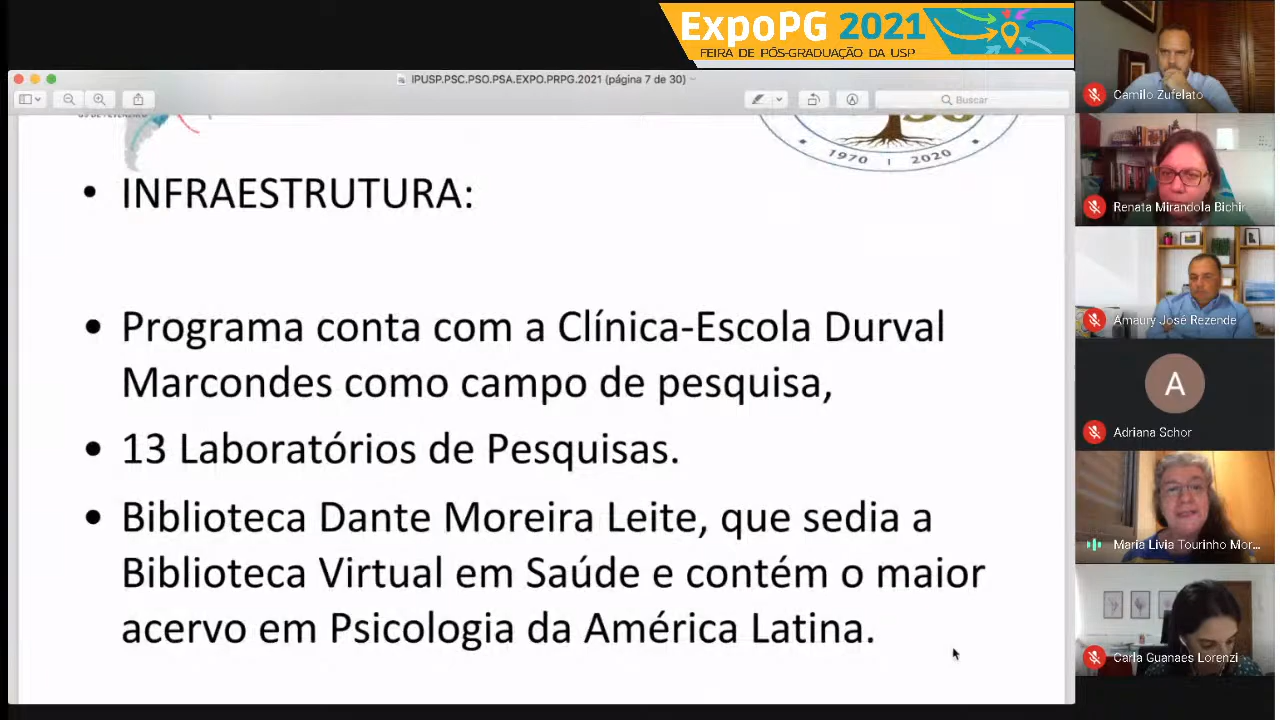 ExpoPG 2021
FEIRA DE PÓS-GRADUAÇÃO DA USP
IPUSP.PSC.PSO.PSA.EXPO.PRPG.2021 (página 7 de 30)
Buscar
1970 | 2020
• INFRAESTRUTURA:
• Programa conta com a Clínica-Escola Durval
Marcondes como campo de pesquisa,
• 13 Laboratórios de Pesquisas.
• Biblioteca Dante Moreira Leite, que sedia a
Biblioteca Virtual em Saúde e contém o maior
acervo em Psicologia da América Latina.
Camilo Zufelato
Renata Mirandola Bichir
Amaury José Rezende
A
Adriana Schor
Maria Lívia Tourinho Mor...
Carla Guanaes Lorenzi